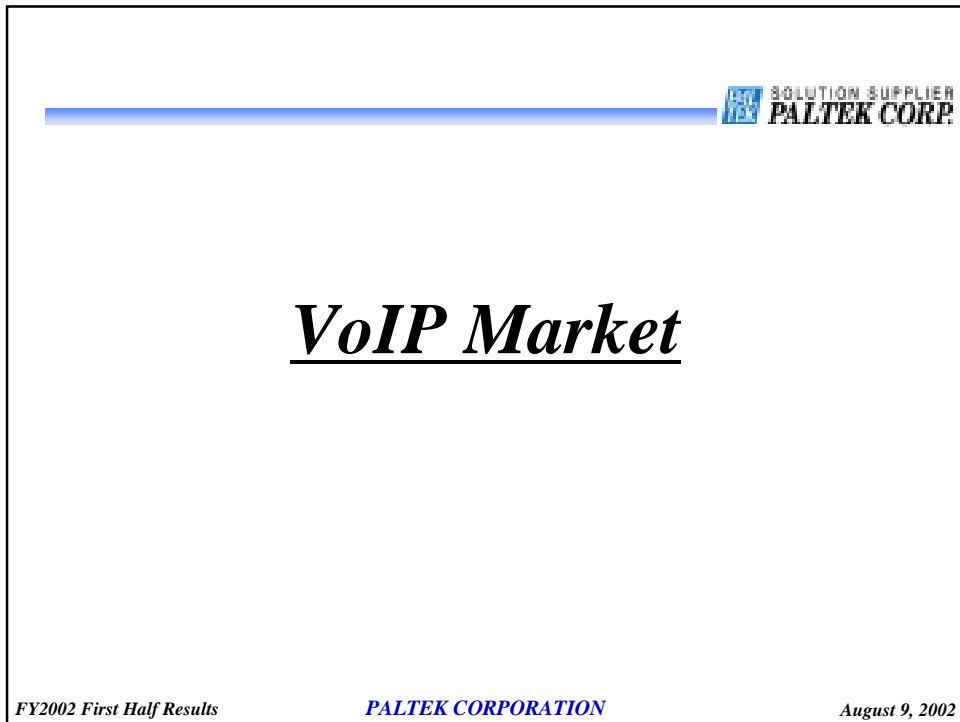 SOLUTION SUPPLIER
PALTEK CORP.
VoIP Market
FY2002 First Half Results
PALTEK CORPORATION
August 9, 2002